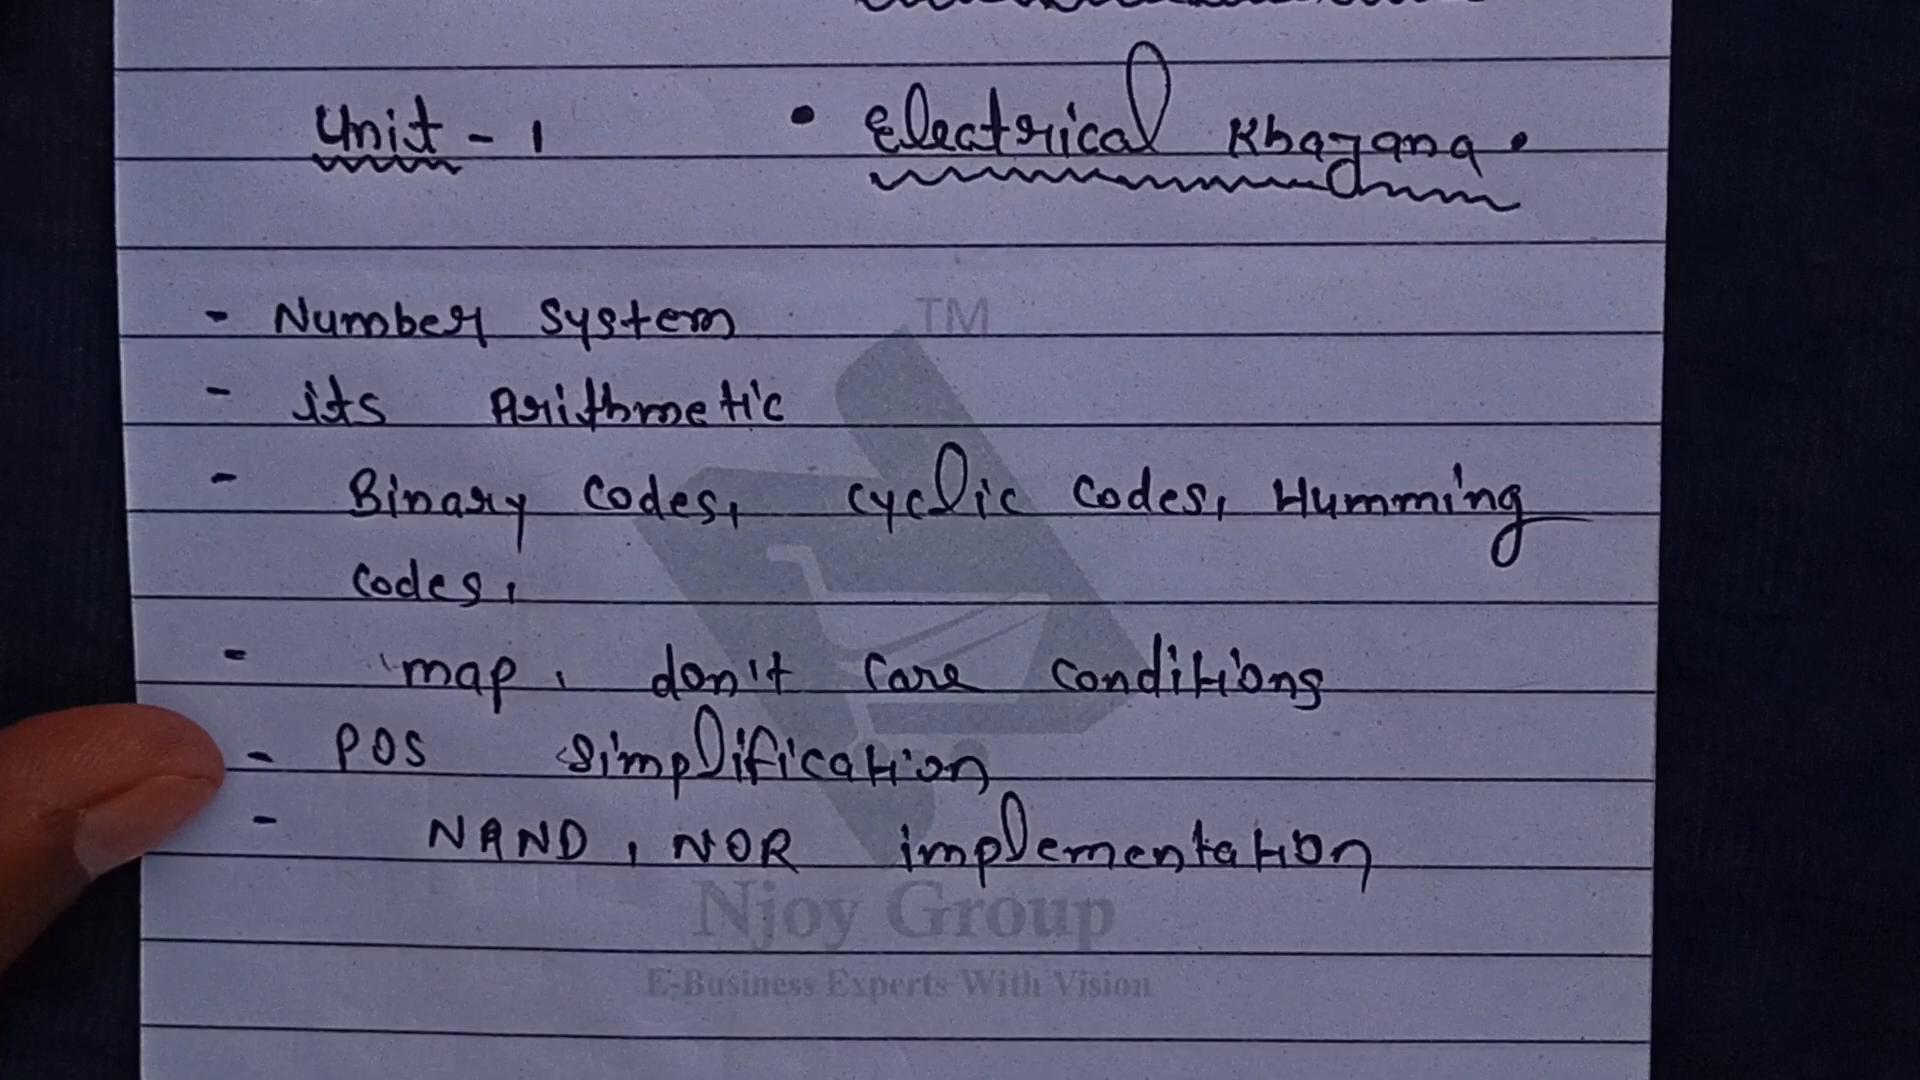 Unit - 1 • Electrical Khazana •
TM
- Number System
- its Arithmetic
- Binary Codes, cyclic codes, Humming
codes,
- map, don't care conditions
- POS simplification
- NAND, NOR implementation
Njoy Group
E-Business Experts With Vision